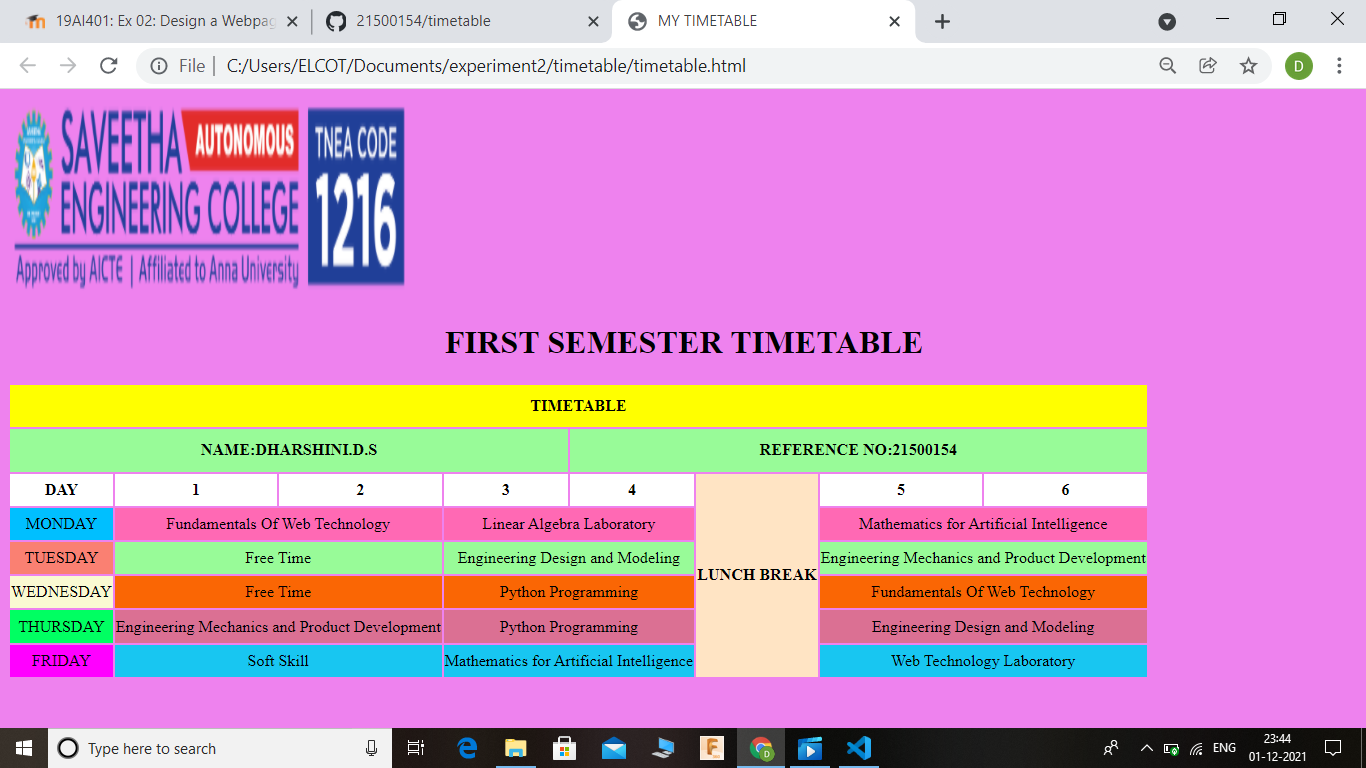 19AI401: Ex 02: Design a Webpag
21500154/timetable
MY TIMETABLE
File | C:/Users/ELCOT/Documents/experiment2/timetable/timetable.html
D
SAVEETHA AUTONOMOUS
ENGINEERING COLLEGE
Approved by AICTE | Affiliated to Anna University
TNEA CODE
1216
FIRST SEMESTER TIMETABLE
TIMETABLE
NAME:DHARSHINI.D.S REFERENCE NO:21500154
DAY 1 2 3 4 LUNCH BREAK 5 6
MONDAY Fundamentals Of Web Technology Linear Algebra Laboratory Mathematics for Artificial Intelligence
TUESDAY Free Time Engineering Design and Modeling Engineering Mechanics and Product Development
WEDNESDAY Free Time Python Programming Fundamentals Of Web Technology
THURSDAY Engineering Mechanics and Product Development Python Programming Engineering Design and Modeling
FRIDAY Soft Skill Mathematics for Artificial Intelligence Web Technology Laboratory
Type here to search
ENG
23:44
01-12-2021